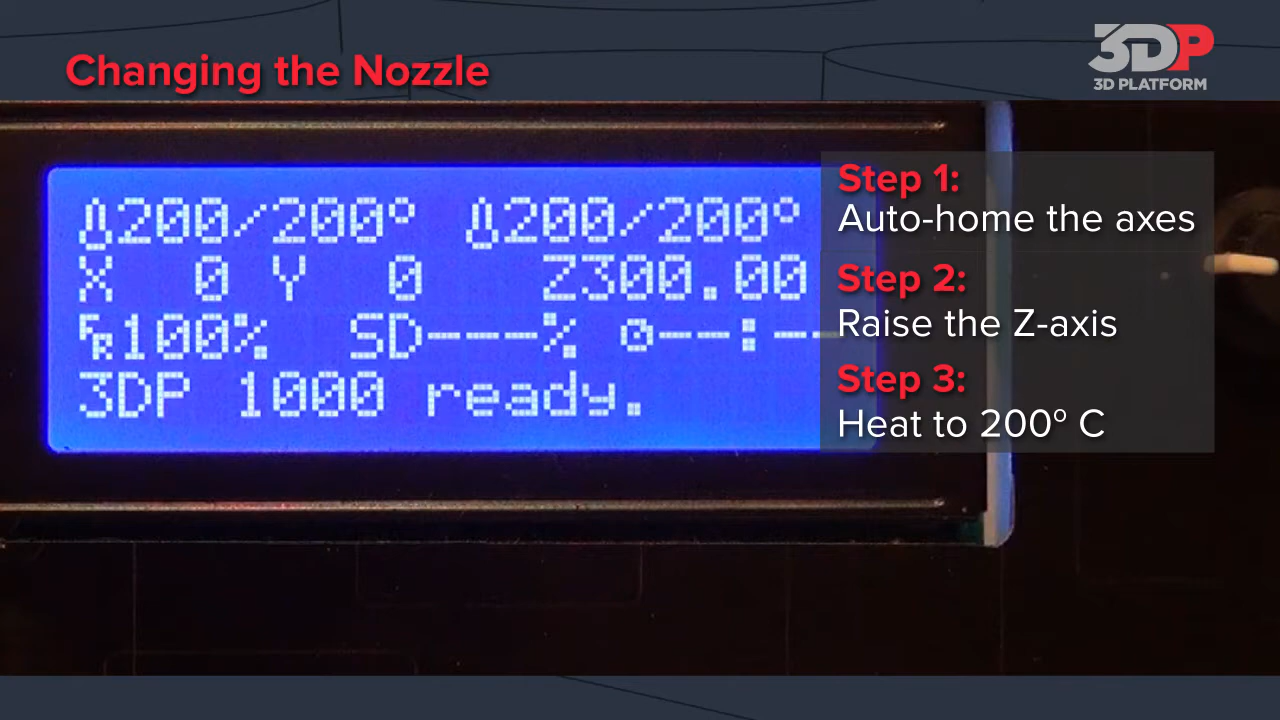 Changing the Nozzle
3DP
3D PLATFORM
200/200° 200/200°
X 0 Y 0 Z300.00
FR100% SD---% --:--
3DP 1000 ready.
Step 1:
Auto-home the axes
Step 2:
Raise the Z-axis
Step 3:
Heat to 200° C